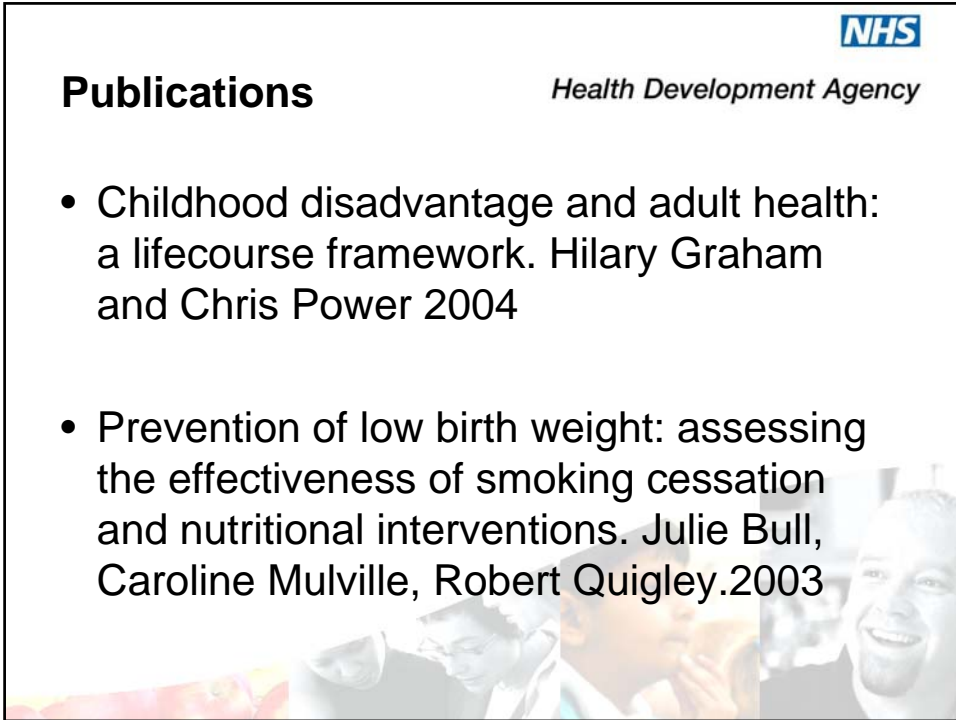 NHS
Publications
Health Development Agency
• Childhood disadvantage and adult health:
a lifecourse framework. Hilary Graham
and Chris Power 2004
• Prevention of low birth weight: assessing
the effectiveness of smoking cessation
and nutritional interventions. Julie Bull,
Caroline Mulville, Robert Quigley.2003